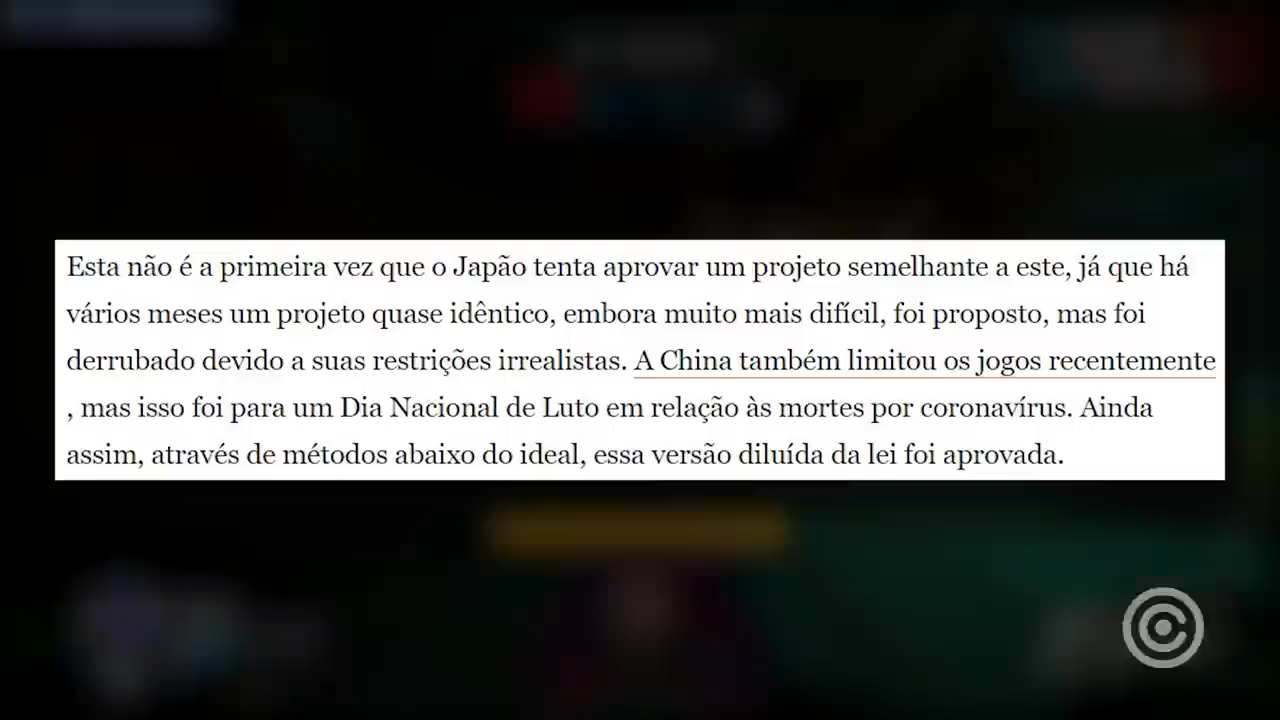 Esta não é a primeira vez que o Japão tenta aprovar um projeto semelhante a este, já que há
vários meses um projeto quase idêntico, embora muito mais difícil, foi proposto, mas foi
derrubado devido a suas restrições irrealistas. A China também limitou os jogos recentemente
, mas isso foi para um Dia Nacional de Luto em relação às mortes por coronavírus. Ainda
assim, através de métodos abaixo do ideal, essa versão diluída da lei foi aprovada.